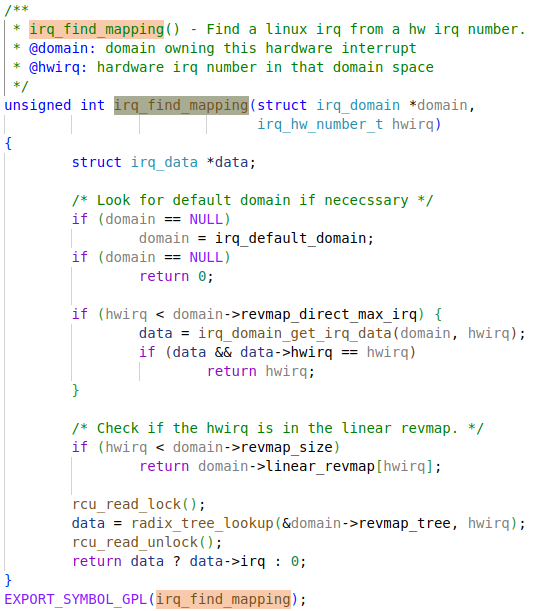 /**
 * irq_find_mapping() - Find a linux irq from a hw irq number.
 * @domain: domain owning this hardware interrupt
 * @hwirq: hardware irq number in that domain space
 */
unsigned int irq_find_mapping(struct irq_domain *domain,
                              irq_hw_number_t hwirq)
{
        struct irq_data *data;

        /* Look for default domain if nececssary */
        if (domain == NULL)
                domain = irq_default_domain;
        if (domain == NULL)
                return 0;

        if (hwirq < domain->revmap_direct_max_irq) {
                data = irq_domain_get_irq_data(domain, hwirq);
                if (data && data->hwirq == hwirq)
                        return hwirq;
        }

        /* Check if the hwirq is in the linear revmap. */
        if (hwirq < domain->revmap_size)
                return domain->linear_revmap[hwirq];

        rcu_read_lock();
        data = radix_tree_lookup(&domain->revmap_tree, hwirq);
        rcu_read_unlock();
        return data ? data->irq : 0;
}
EXPORT_SYMBOL_GPL(irq_find_mapping);